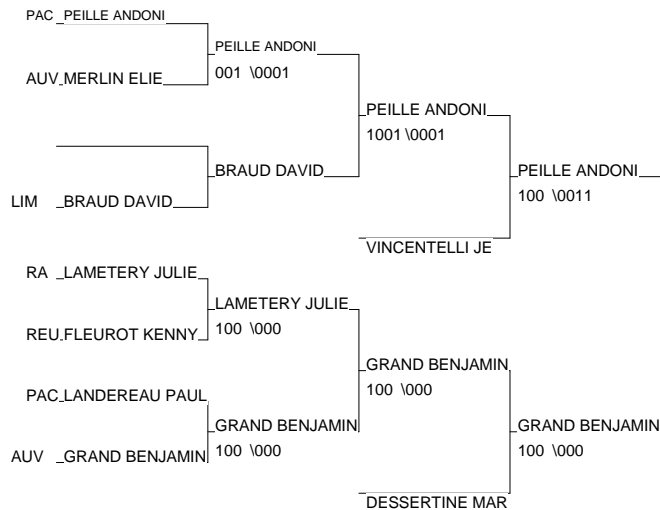 PAC PEILLE ANDONI
PEILLE ANDONI
001 \0001
AUV MERLIN ELIE
PEILLE ANDONI
1001 \0001
BRAUD DAVID
LIM BRAUD DAVID
PEILLE ANDONI
100 \0011
VINCENTELLI JE
RA LAMETERY JULIE
LAMETERY JULIE
100 \000
REU FLEUROT KENNY
GRAND BENJAMIN
100 \000
PAC LANDEREAU PAUL
GRAND BENJAMIN
100 \000
AUV GRAND BENJAMIN
GRAND BENJAMIN
100 \000
DESSERTINE MAR